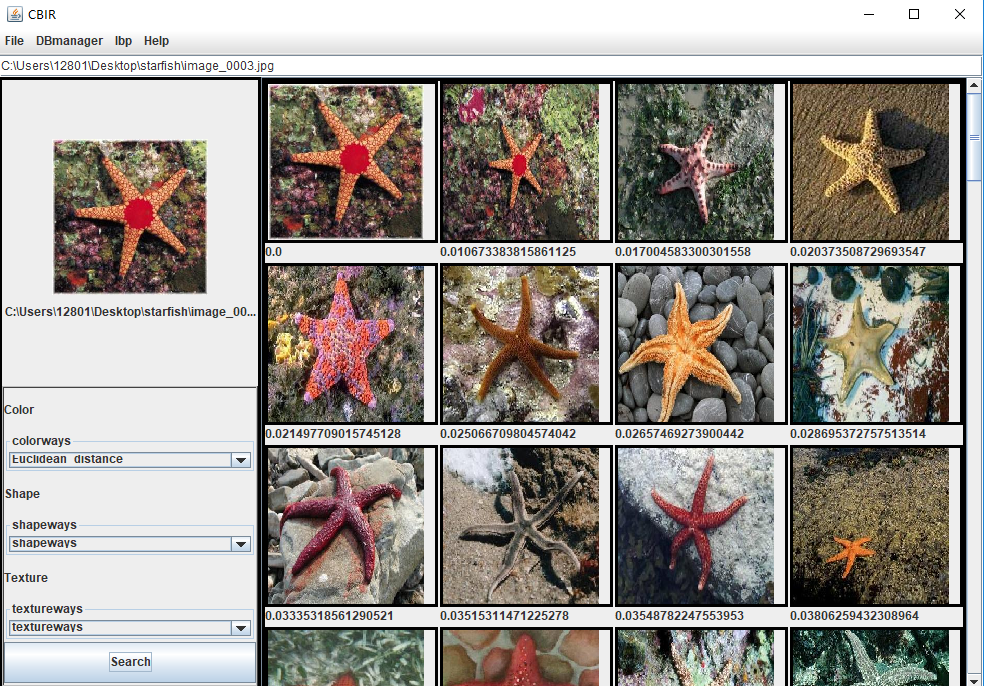 CBIR
File DBmanager lbp Help
C:\Users\12801\Desktop\starfish\image_0003.jpg
C:\Users\12801\Desktop\starfish\image_00...
Color
colorways
Euclidean_distance
Shape
shapeways
shapeways
Texture
textureways
textureways
Search
0.0 0.010673383815861125 0.017004583300301558 0.020373508729693547
0.021497709015745128 0.025066709804574042 0.02657469273900442 0.028695372757513514
0.03335318561290521 0.03515311471225278 0.03548782247553953 0.03806259432308964